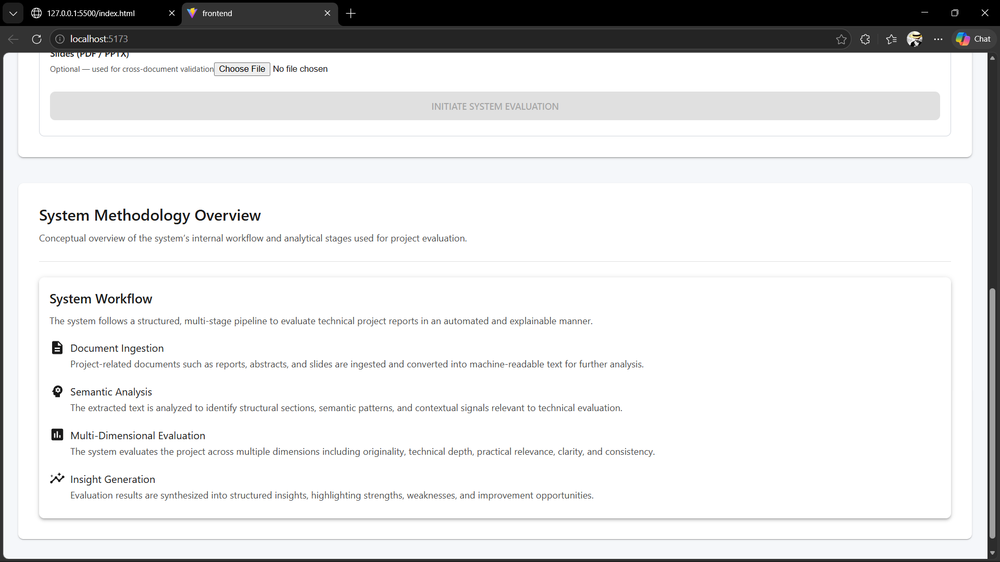 127.0.0.1:5500/index.html
frontend
localhost:5173
Chat
Slides (PDF / PPTX)
Optional — used for cross-document validation Choose File No file chosen
INITIATE SYSTEM EVALUATION
System Methodology Overview
Conceptual overview of the system’s internal workflow and analytical stages used for project evaluation.
System Workflow
The system follows a structured, multi-stage pipeline to evaluate technical project reports in an automated and explainable manner.
Document Ingestion
Project-related documents such as reports, abstracts, and slides are ingested and converted into machine-readable text for further analysis.
Semantic Analysis
The extracted text is analyzed to identify structural sections, semantic patterns, and contextual signals relevant to technical evaluation.
Multi-Dimensional Evaluation
The system evaluates the project across multiple dimensions including originality, technical depth, practical relevance, clarity, and consistency.
Insight Generation
Evaluation results are synthesized into structured insights, highlighting strengths, weaknesses, and improvement opportunities.